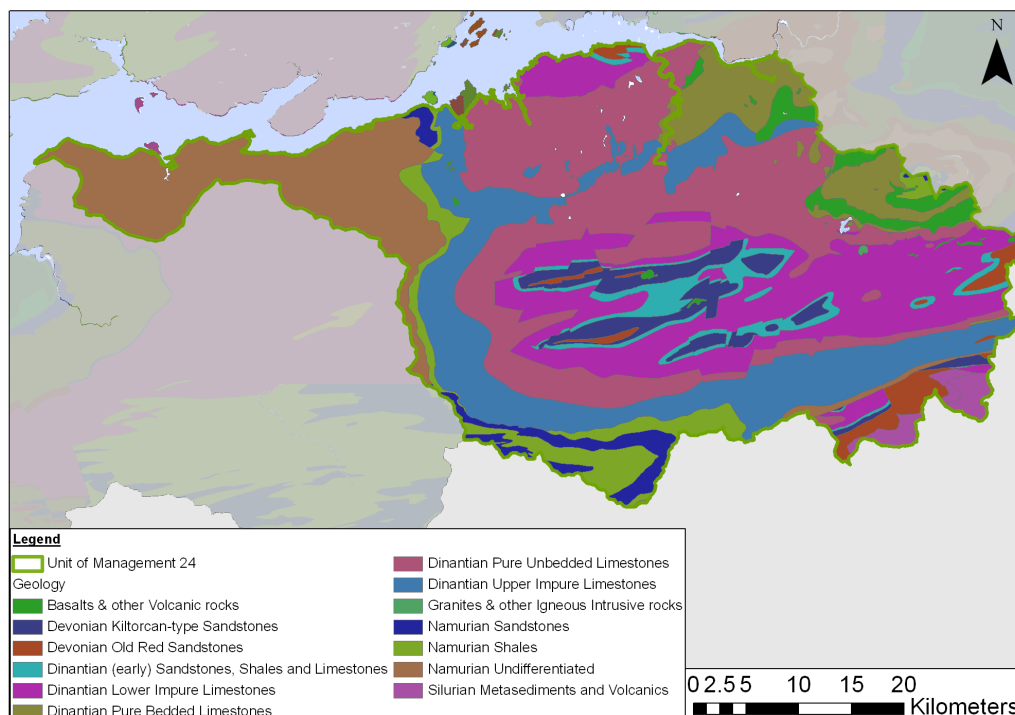 N
Legend
Unit of Management 24
Geology
Basalts & other Volcanic rocks
Devonian Kiltorcan-type Sandstones
Devonian Old Red Sandstones
Dinantian (early) Sandstones, Shales and Limestones
Dinantian Lower Impure Limestones
Dinantian Pure Bedded Limestones
Dinantian Pure Unbedded Limestones
Dinantian Upper Impure Limestones
Granites & other Igneous Intrusive rocks
Namurian Sandstones
Namurian Shales
Namurian Undifferentiated
Silurian Metasediments and Volcanics
0 2.5 5 10 15 20
Kilometers